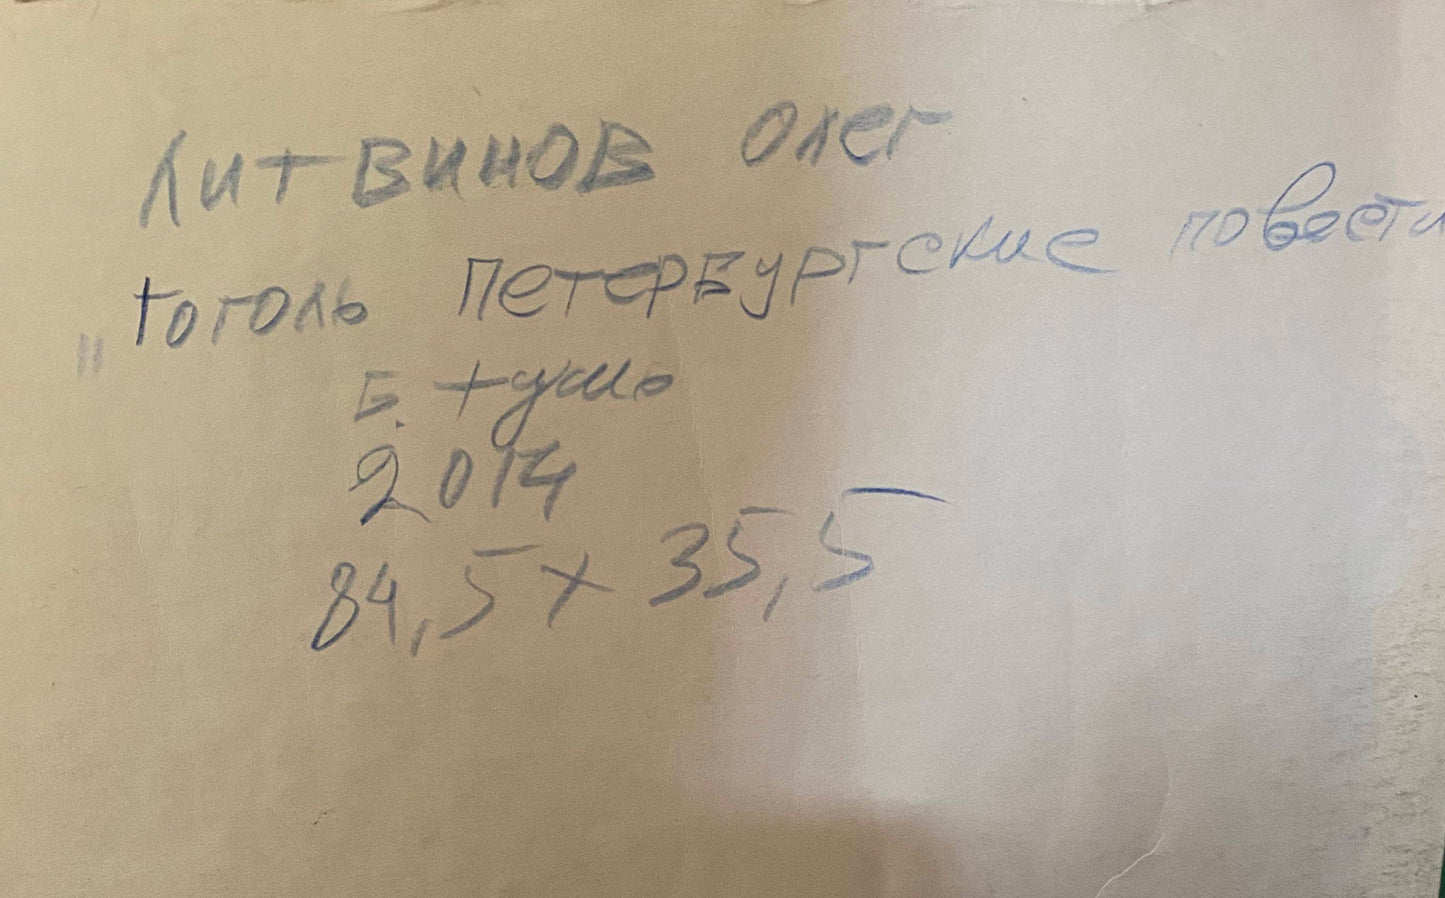 Литвинов Олег
„Гоголь Петербургские повести
Б. тушь
2014
84,5 х 35,5